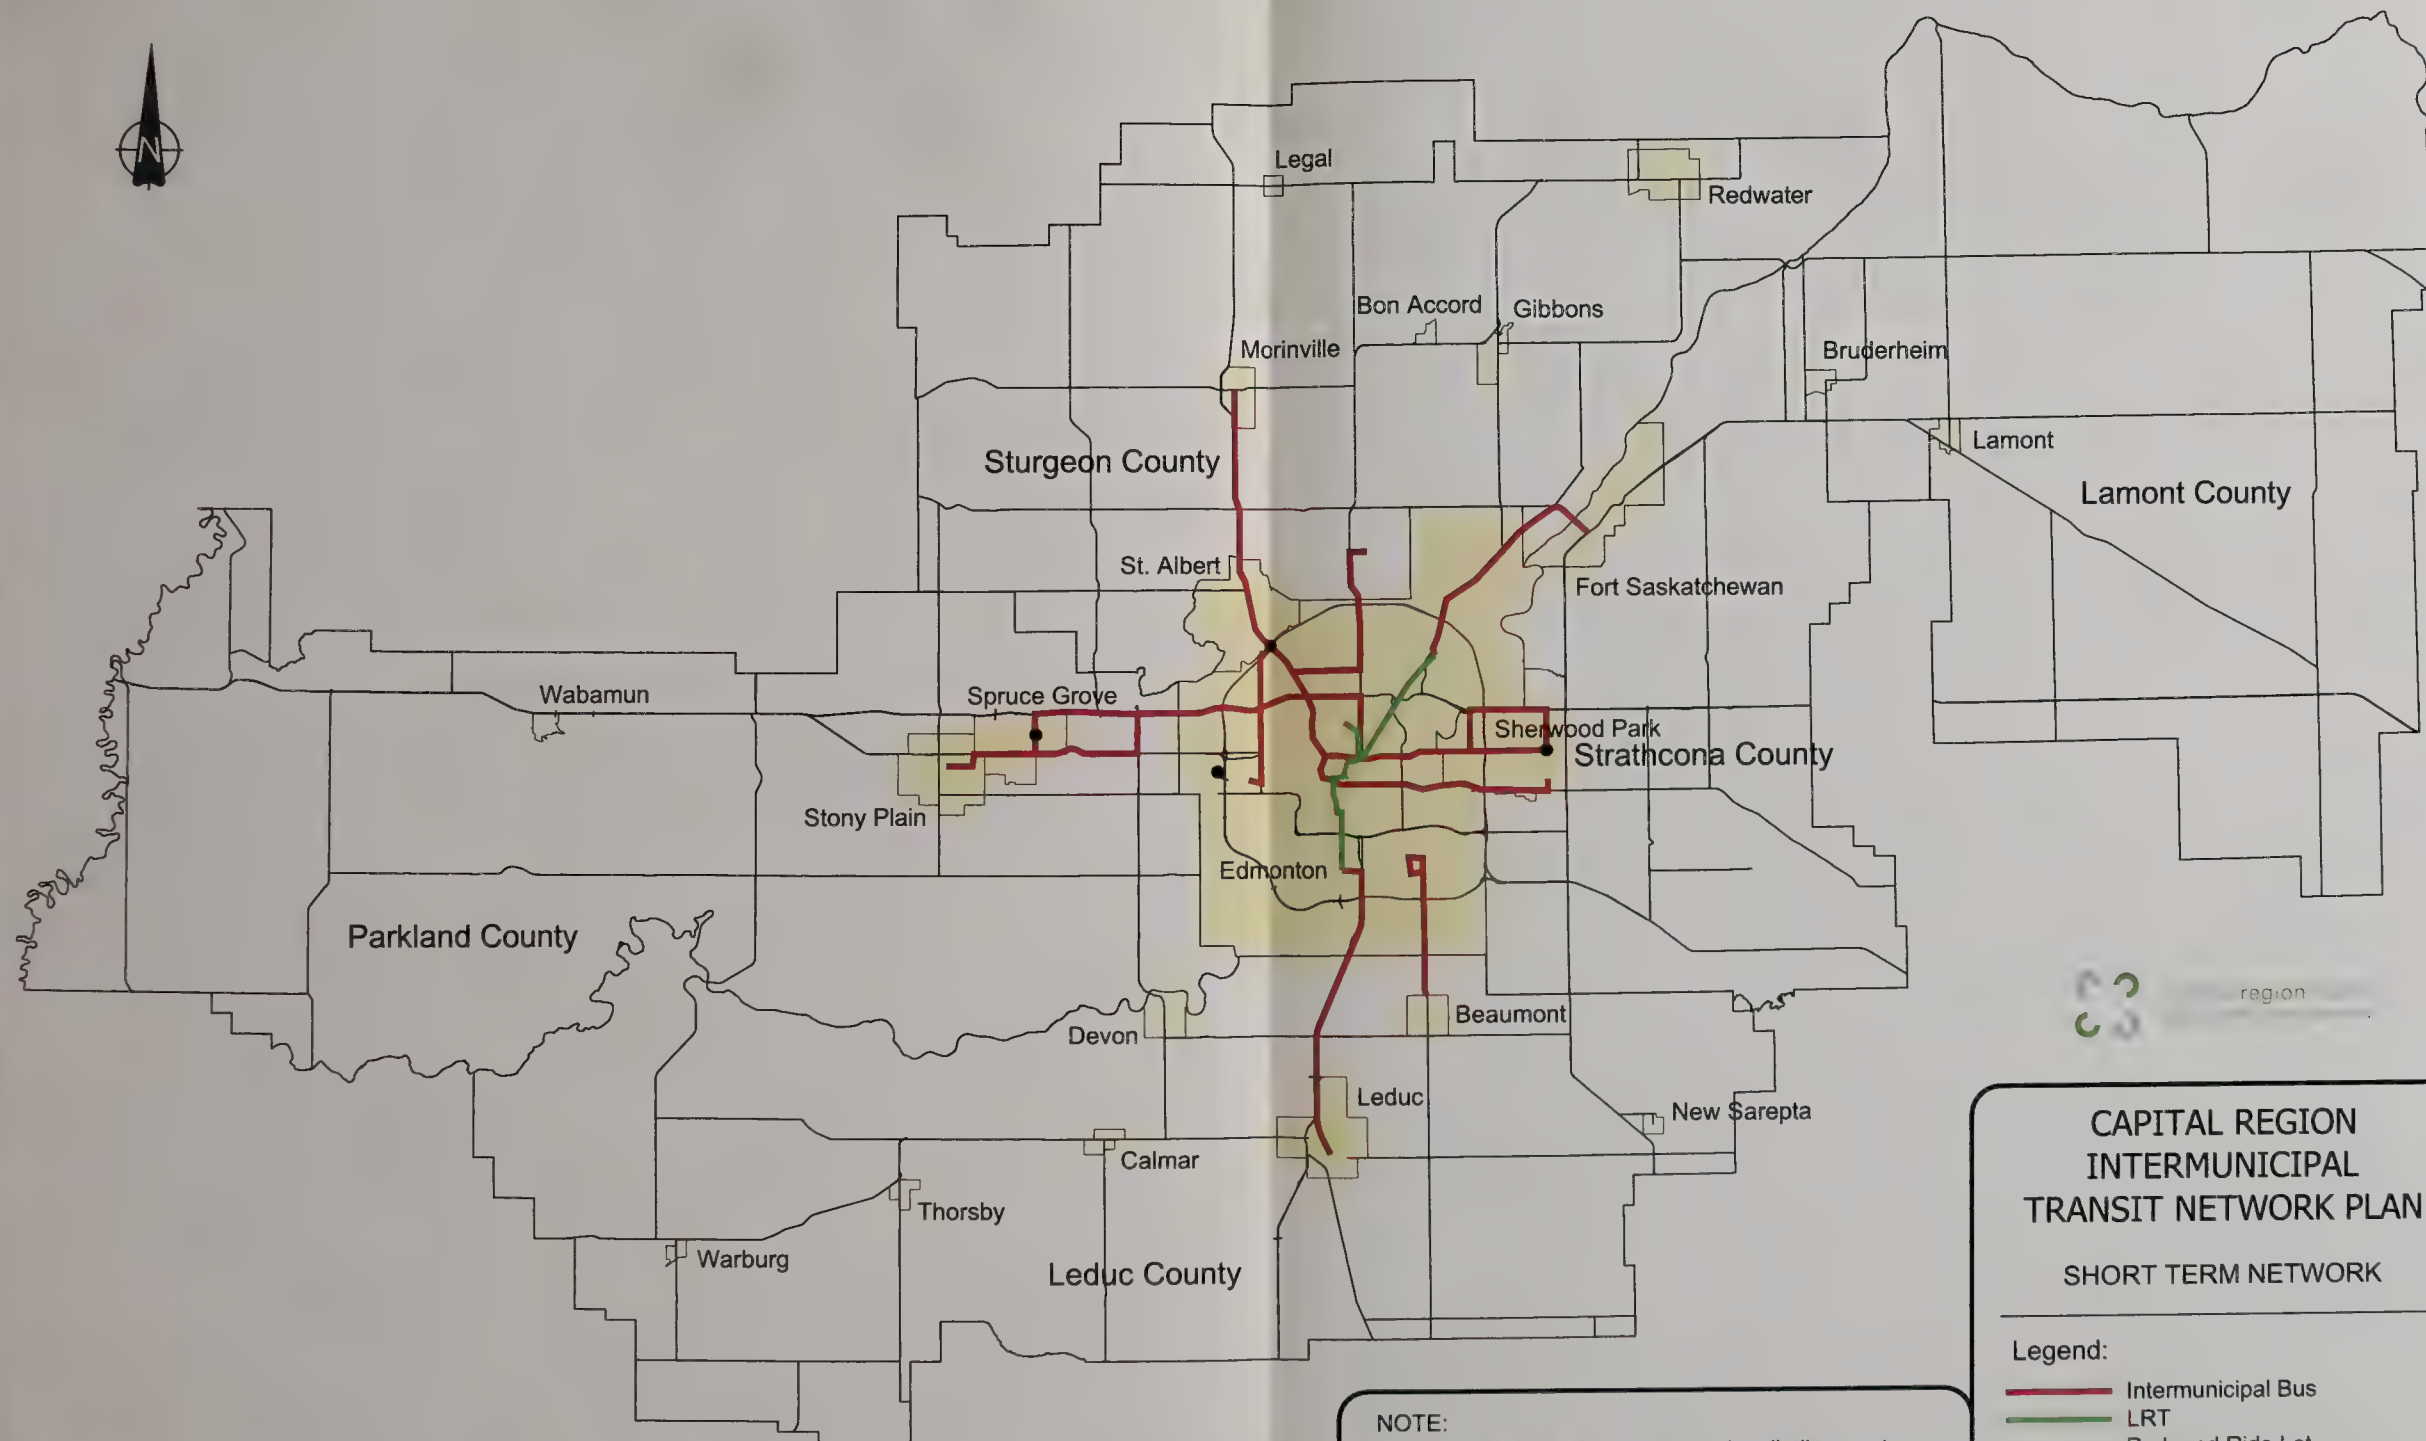 N
Legal
Redwater
Bon Accord
Gibbons
Morinville
Bruderheim
Lamont
Sturgeon County
Lamont County
St. Albert
Fort Saskatchewan
Wabamun
Spruce Grove
Sherwood Park
Strathcona County
Stony Plain
Edmonton
Parkland County
region
Beaumont
Devon
Leduc
New Sarepta
Calmar
Thorsby
Warburg
Leduc County
CAPITAL REGION
INTERMUNICIPAL
TRANSIT NETWORK PLAN
SHORT TERM NETWORK
Legend:
Intermunicipal Bus
LRT
NOTE: